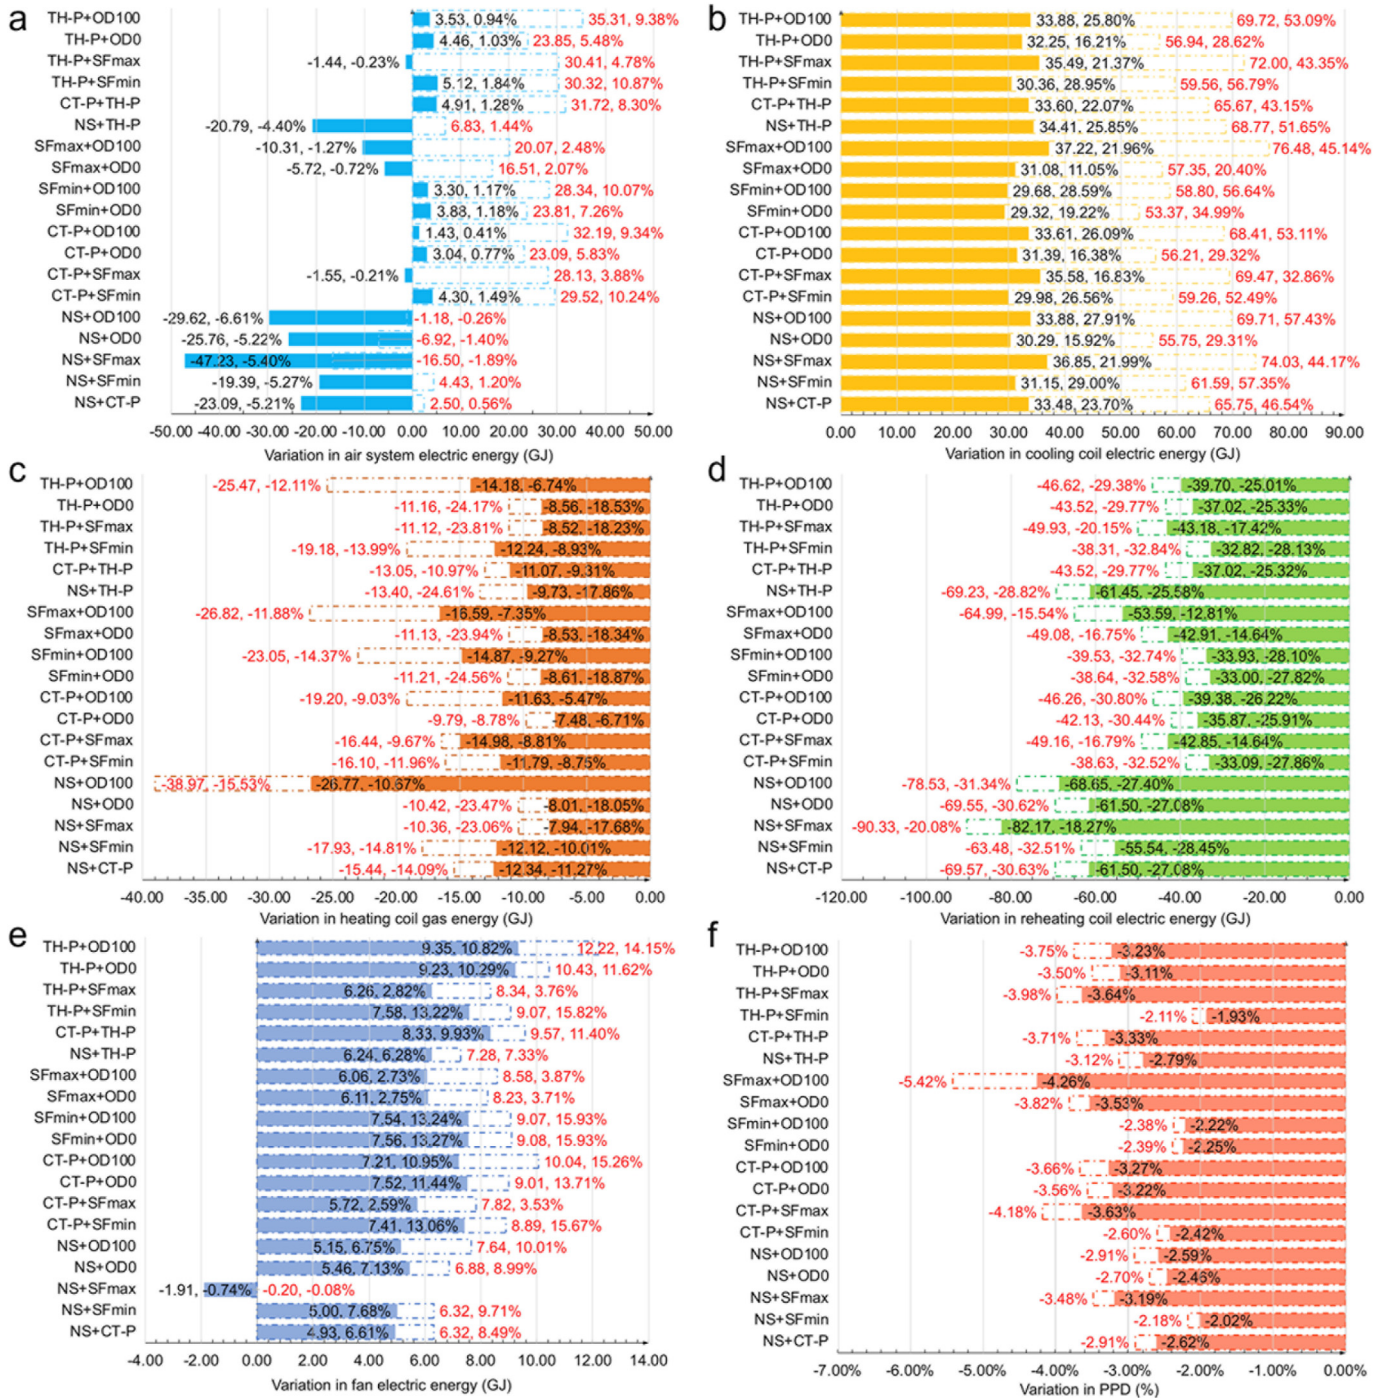 a
TH-P+OD100 3.53, 0.94% 35.31, 9.38%
TH-P+OD0 4.46, 1.03% 23.85, 5.48%
TH-P+SFmax -1.44, -0.23% 30.41, 4.78%
TH-P+SFmin 5.12, 1.84% 30.32, 10.87%
CT-P+TH-P 4.91, 1.28% 31.72, 8.30%
NS+TH-P -20.79, -4.40% 6.83, 1.44%
SFmax+OD100 -10.31, -1.27% 20.07, 2.48%
SFmax+OD0 -5.72, -0.72% 16.51, 2.07%
SFmin+OD100 3.30, 1.17% 28.34, 10.07%
SFmin+OD0 3.88, 1.18% 23.81, 7.26%
CT-P+OD100 1.43, 0.41% 32.19, 9.34%
CT-P+OD0 3.04, 0.77% 23.09, 5.83%
CT-P+SFmax -1.55, -0.21% 28.13, 3.88%
CT-P+SFmin 4.30, 1.49% 29.52, 10.24%
NS+OD100 -29.62, -6.61% -1.18, -0.26%
NS+OD0 -25.76, -5.22% -6.92, -1.40%
NS+SFmax -47.23, -5.40% -16.50, -1.89%
NS+SFmin -19.39, -5.27% 4.43, 1.20%
NS+CT-P -23.09, -5.21% 2.50, 0.56%
-50.00 -40.00 -30.00 -20.00 -10.00 0.00 10.00 20.00 30.00 40.00 50.00
Variation in air system electric energy (GJ)
b
TH-P+OD100 33.88, 25.80% 69.72, 53.09%
TH-P+OD0 32.25, 16.21% 56.94, 28.62%
TH-P+SFmax 35.49, 21.37% 72.00, 43.35%
TH-P+SFmin 30.36, 28.95% 59.56, 56.79%
CT-P+TH-P 33.60, 22.07% 65.67, 43.15%
NS+TH-P 34.41, 25.85% 68.77, 51.65%
SFmax+OD100 37.22, 21.96% 76.48, 45.14%
SFmax+OD0 31.08, 11.05% 57.35, 20.40%
SFmin+OD100 29.68, 28.59% 58.80, 56.64%
SFmin+OD0 29.32, 19.22% 53.37, 34.99%
CT-P+OD100 33.61, 26.09% 68.41, 53.11%
CT-P+OD0 31.39, 16.38% 56.21, 29.32%
CT-P+SFmax 35.58, 16.83% 69.47, 32.86%
CT-P+SFmin 29.98, 26.56% 59.26, 52.49%
NS+OD100 33.88, 27.91% 69.71, 57.43%
NS+OD0 30.29, 15.92% 55.75, 29.31%
NS+SFmax 36.85, 21.99% 74.03, 44.17%
NS+SFmin 31.15, 29.00% 61.59, 57.35%
NS+CT-P 33.48, 23.70% 65.75, 46.54%
0.00 10.00 20.00 30.00 40.00 50.00 60.00 70.00 80.00 90.00
Variation in cooling coil electric energy (GJ)
c
TH-P+OD100 -25.47, -12.11% -14.18, -6.74%
TH-P+OD0 -11.16, -24.17% -8.56, -18.53%
TH-P+SFmax -11.12, -23.81% -8.52, -18.23%
TH-P+SFmin -19.18, -13.99% -12.24, -8.93%
CT-P+TH-P -13.05, -10.97% -11.07, -9.31%
NS+TH-P -13.40, -24.61% -9.73, -17.86%
SFmax+OD100 -26.82, -11.88% -16.59, -7.35%
SFmax+OD0 -11.13, -23.94% -8.53, -18.34%
SFmin+OD100 -23.05, -14.37% -14.87, -9.27%
SFmin+OD0 -11.21, -24.56% -8.61, -18.87%
CT-P+OD100 -19.20, -9.03% -11.63, -5.47%
CT-P+OD0 -9.79, -8.78% -7.48, -6.71%
CT-P+SFmax -16.44, -9.67% -14.98, -8.81%
CT-P+SFmin -16.10, -11.96% -11.79, -8.75%
NS+OD100 -38.97, -15.53% -26.77, -10.67%
NS+OD0 -10.42, -23.47% -8.01, -18.05%
NS+SFmax -10.36, -23.06% -7.94, -17.68%
NS+SFmin -17.93, -14.81% -12.12, -10.01%
NS+CT-P -15.44, -14.09% -12.34, -11.27%
-40.00 -35.00 -30.00 -25.00 -20.00 -15.00 -10.00 -5.00 0.00
Variation in heating coil gas energy (GJ)
d
TH-P+OD100 -46.62, -29.38% -39.70, -25.01%
TH-P+OD0 -43.52, -29.77% -37.02, -25.33%
TH-P+SFmax -49.93, -20.15% -43.18, -17.42%
TH-P+SFmin -38.31, -32.84% -32.82, -28.13%
CT-P+TH-P -43.52, -29.77% -37.02, -25.32%
NS+TH-P -69.23, -28.82% -61.45, -25.58%
SFmax+OD100 -64.99, -15.54% -53.59, -12.81%
SFmax+OD0 -49.08, -16.75% -42.91, -14.64%
SFmin+OD100 -39.53, -32.74% -33.93, -28.10%
SFmin+OD0 -38.64, -32.58% -33.00, -27.82%
CT-P+OD100 -46.26, -30.80% -39.38, -26.22%
CT-P+OD0 -42.13, -30.44% -35.87, -25.91%
CT-P+SFmax -49.16, -16.79% -42.85, -14.64%
CT-P+SFmin -38.63, -32.52% -33.09, -27.86%
NS+OD100 -78.53, -31.34% -68.65, -27.40%
NS+OD0 -69.55, -30.62% -61.50, -27.08%
NS+SFmax -90.33, -20.08% -82.17, -18.27%
NS+SFmin -63.48, -32.51% -55.54, -28.45%
NS+CT-P -69.57, -30.63% -61.50, -27.08%
-120.00 -100.00 -80.00 -60.00 -40.00 -20.00 0.00
Variation in reheating coil electric energy (GJ)
e
TH-P+OD100 9.35, 10.82% 12.22, 14.15%
TH-P+OD0 9.23, 10.29% 10.43, 11.62%
TH-P+SFmax 6.26, 2.82% 8.34, 3.76%
TH-P+SFmin 7.58, 13.22% 9.07, 15.82%
CT-P+TH-P 8.33, 9.93% 9.57, 11.40%
NS+TH-P 6.24, 6.28% 7.28, 7.33%
SFmax+OD100 6.06, 2.73% 8.58, 3.87%
SFmax+OD0 6.11, 2.75% 8.23, 3.71%
SFmin+OD100 7.54, 13.24% 9.07, 15.93%
SFmin+OD0 7.56, 13.27% 9.08, 15.93%
CT-P+OD100 7.21, 10.95% 10.04, 15.26%
CT-P+OD0 7.52, 11.44% 9.01, 13.71%
CT-P+SFmax 5.72, 2.59% 7.82, 3.53%
CT-P+SFmin 7.41, 13.06% 8.89, 15.67%
NS+OD100 5.15, 6.75% 7.64, 10.01%
NS+OD0 5.46, 7.13% 6.88, 8.99%
NS+SFmax -1.91, -0.74% -0.20, -0.08%
NS+SFmin 5.00, 7.68% 6.32, 9.71%
NS+CT-P 4.93, 6.61% 6.32, 8.49%
-4.00 -2.00 0.00 2.00 4.00 6.00 8.00 10.00 12.00 14.00
Variation in fan electric energy (GJ)
f
TH-P+OD100 -3.75% -3.23%
TH-P+OD0 -3.50% -3.11%
TH-P+SFmax -3.98% -3.64%
TH-P+SFmin -2.11% -1.93%
CT-P+TH-P -3.71% -3.33%
NS+TH-P -3.12% -2.79%
SFmax+OD100 -5.42% -4.26%
SFmax+OD0 -3.82% -3.53%
SFmin+OD100 -2.38% -2.22%
SFmin+OD0 -2.39% -2.25%
CT-P+OD100 -3.66% -3.27%
CT-P+OD0 -3.56% -3.22%
CT-P+SFmax -4.18% -3.63%
CT-P+SFmin -2.60% -2.42%
NS+OD100 -2.91% -2.59%
NS+OD0 -2.70% -2.46%
NS+SFmax -3.48% -3.19%
NS+SFmin -2.18% -2.02%
NS+CT-P -2.91% -2.62%
-7.00% -6.00% -5.00% -4.00% -3.00% -2.00% -1.00% 0.00%
Variation in PPD (%)